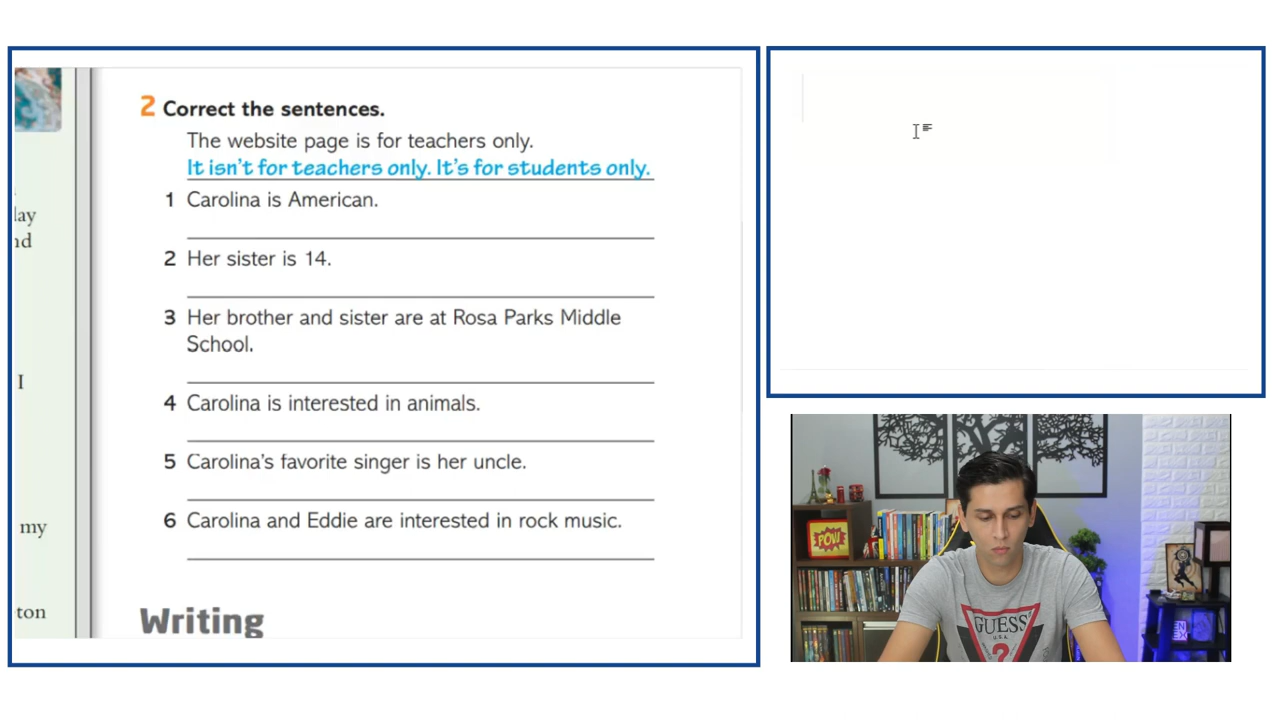 lay
nd
I
my
ton
2 Correct the sentences.
The website page is for teachers only.
It isn't for teachers only. It's for students only.
1 Carolina is American.
2 Her sister is 14.
3 Her brother and sister are at Rosa Parks Middle
School.
4 Carolina is interested in animals.
5 Carolina's favorite singer is her uncle.
6 Carolina and Eddie are interested in rock music.
Writing
POW
GUESS
U.S.A.
?